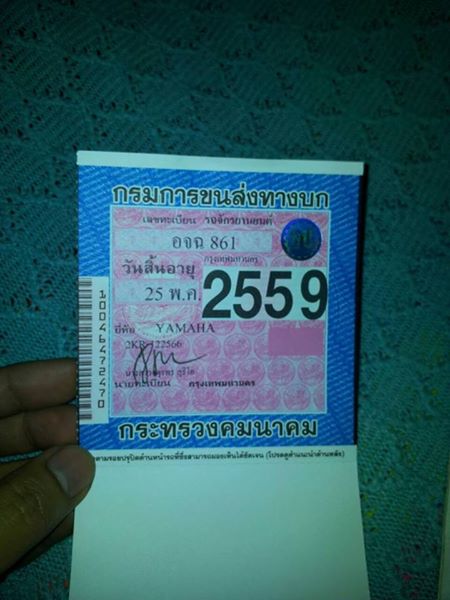 กรมการขนส่งทางบก
เลขทะเบียน รถจักรยานยนต์
อจฉ 861
กรุงเทพมหานคร
วันสิ้นอายุ
25 พ.ค. 2559
ยี่ห้อ YAMAHA
2KR-122566
นายทะเบียน กรุงเทพมหานคร
กระทรวงคมนาคม
10046472470